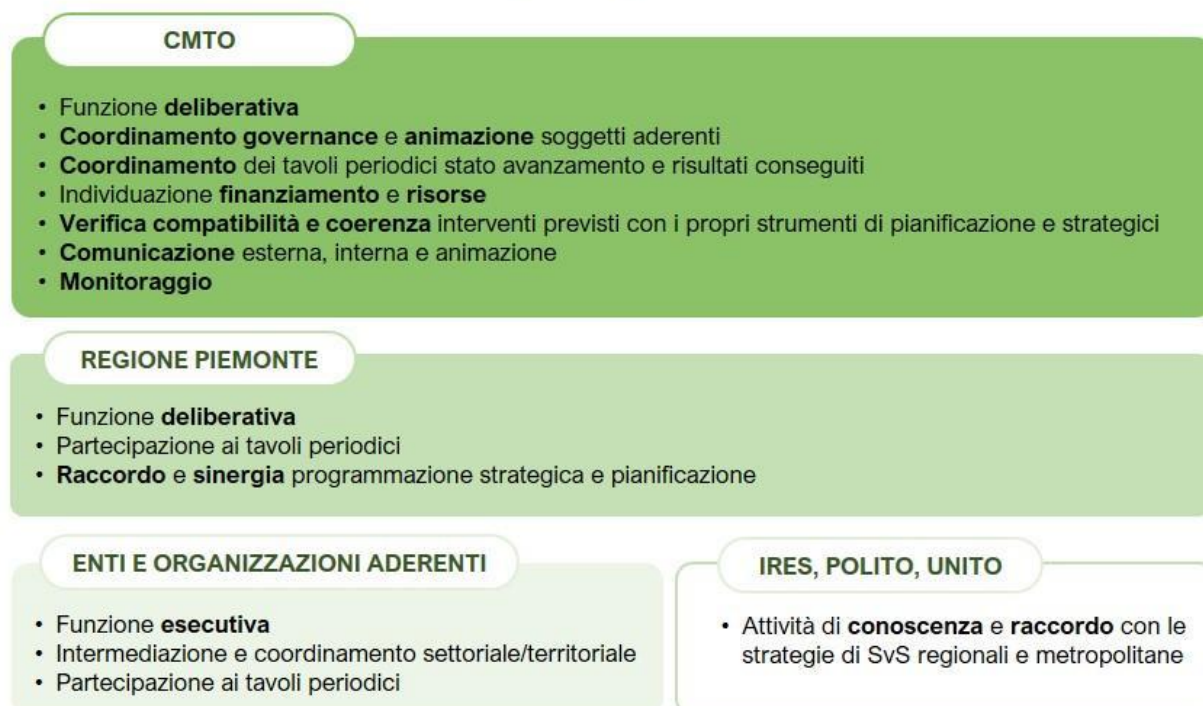 CMTO
• Funzione deliberativa
• Coordinamento governance e animazione soggetti aderenti
• Coordinamento dei tavoli periodici stato avanzamento e risultati conseguiti
• Individuazione finanziamento e risorse
• Verifica compatibilità e coerenza interventi previsti con i propri strumenti di pianificazione e strategici
• Comunicazione esterna, interna e animazione
• Monitoraggio
REGIONE PIEMONTE
• Funzione deliberativa
• Partecipazione ai tavoli periodici
• Raccordo e sinergia programmazione strategica e pianificazione
ENTI E ORGANIZZAZIONI ADERENTI
• Funzione esecutiva
• Intermediazione e coordinamento settoriale/territoriale
• Partecipazione ai tavoli periodici
IRES, POLITO, UNITO
• Attività di conoscenza e raccordo con le
strategie di SvS regionali e metropolitane